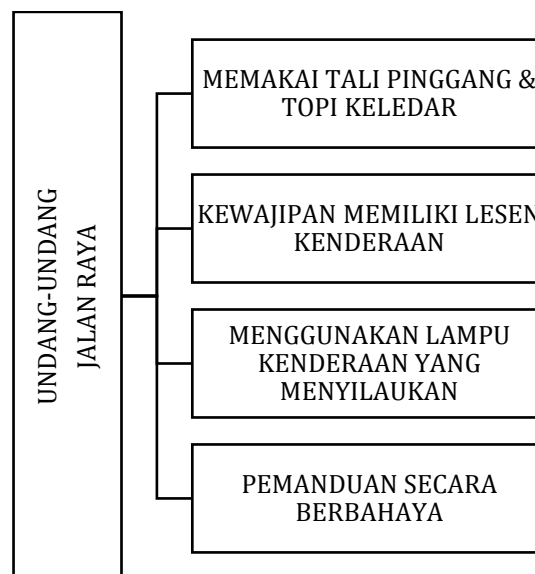 UNDANG-UNDANG
JALAN RAYA
MEMAKAI TALI PINGGANG &
TOPI KELEDAR
KEWAJIPAN MEMILIKI LESEN
KENDERAAN
MENGGUNAKAN LAMPU
KENDERAAN YANG
MENYILAUKAN
PEMANDUAN SECARA
BERBAHAYA